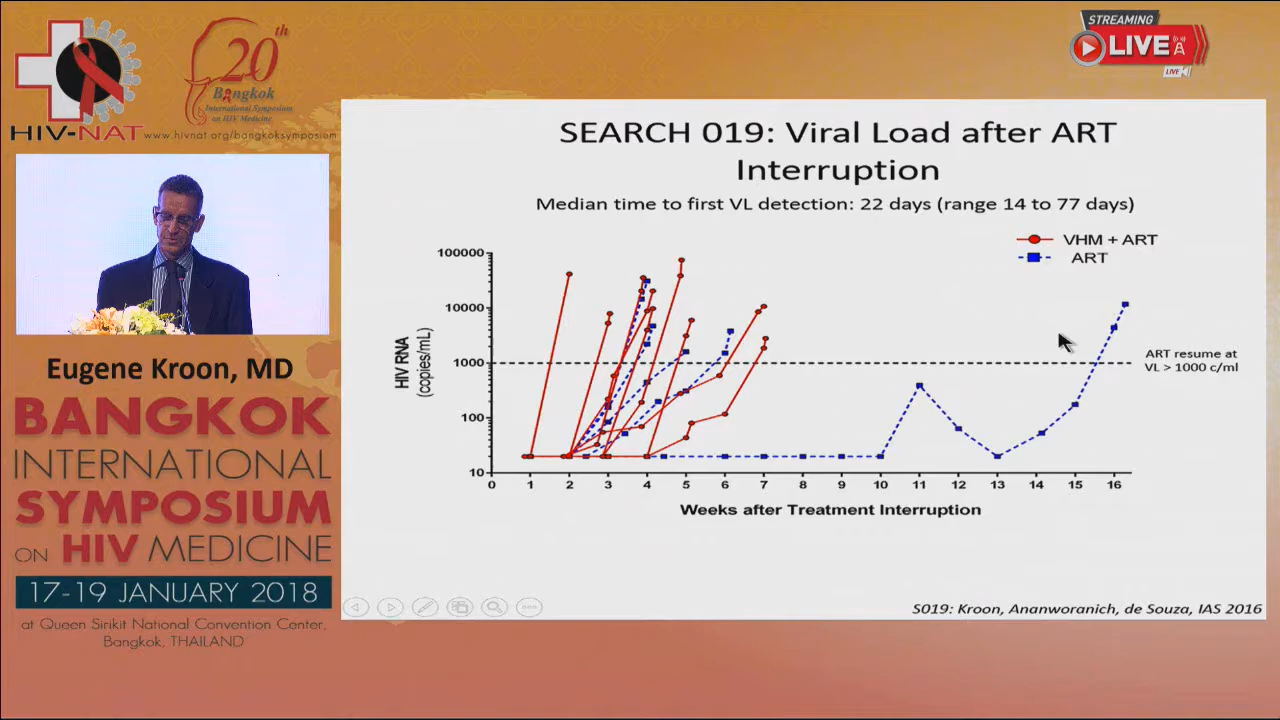 HIV-NAT
20th
Bangkok
International Symposium
on HIV Medicine
www.hivnat.org/bangkoksymposium
STREAMING
LIVE
LIVE
Eugene Kroon, MD
BANGKOK
INTERNATIONAL
SYMPOSIUM
ON HIV MEDICINE
17-19 JANUARY 2018
at Queen Sirikit National Convention Center,
Bangkok, THAILAND
SEARCH 019: Viral Load after ART
Interruption
Median time to first VL detection: 22 days (range 14 to 77 days)
VHM + ART
ART
HIV RNA
(copies/mL)
100000
10000
1000
100
10
ART resume at
VL > 1000 c/ml
0 1 2 3 4 5 6 7 8 9 10 11 12 13 14 15 16
Weeks after Treatment Interruption
S019: Kroon, Ananworanich, de Souza, IAS 2016